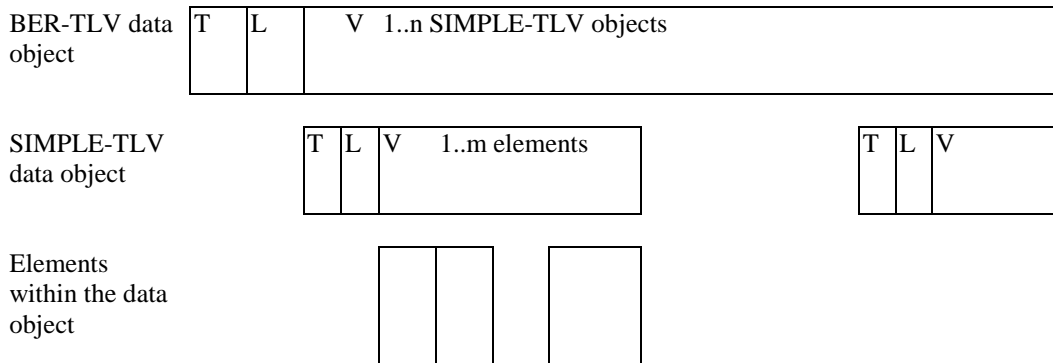 BER-TLV data object
T L V 1..n SIMPLE-TLV objects
SIMPLE-TLV data object
T L V 1..m elements
T L V
Elements within the data object